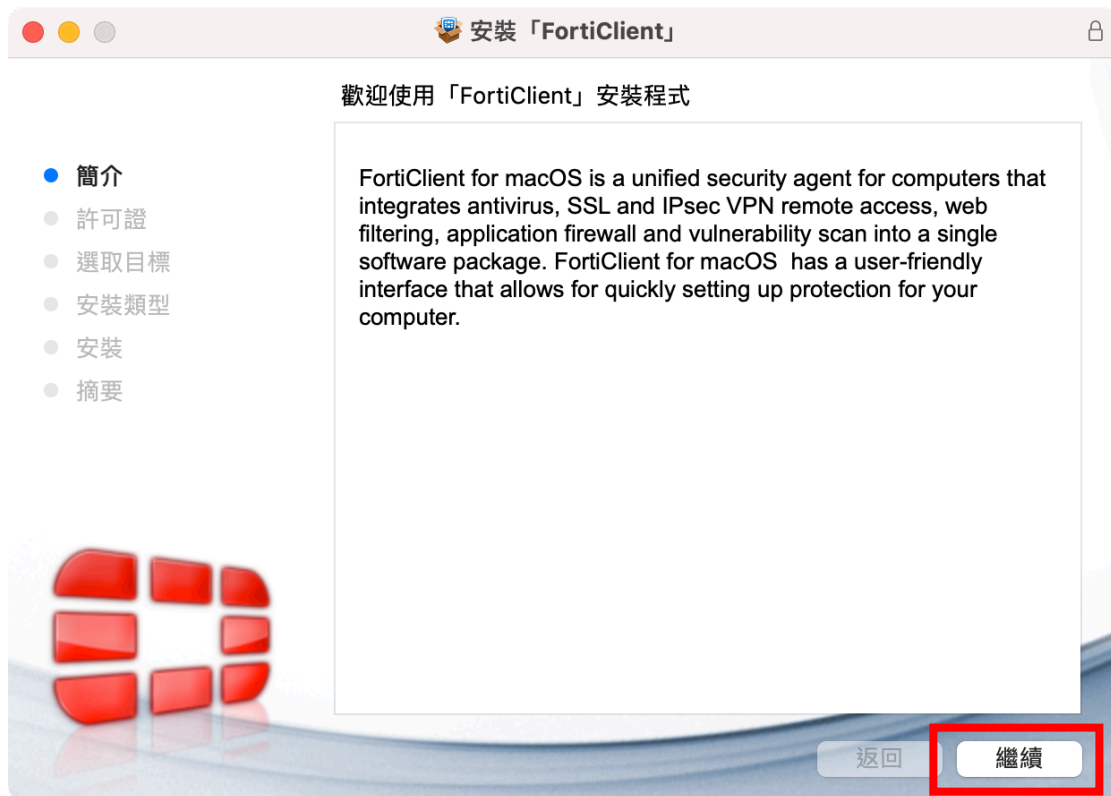 安裝「FortiClient」
歡迎使用「FortiClient」安裝程式
簡介
許可證
選取目標
安裝類型
安裝
摘要
FortiClient for macOS is a unified security agent for computers that
integrates antivirus, SSL and IPsec VPN remote access, web
filtering, application firewall and vulnerability scan into a single
software package. FortiClient for macOS  has a user-friendly
interface that allows for quickly setting up protection for your
computer.
返回
繼續